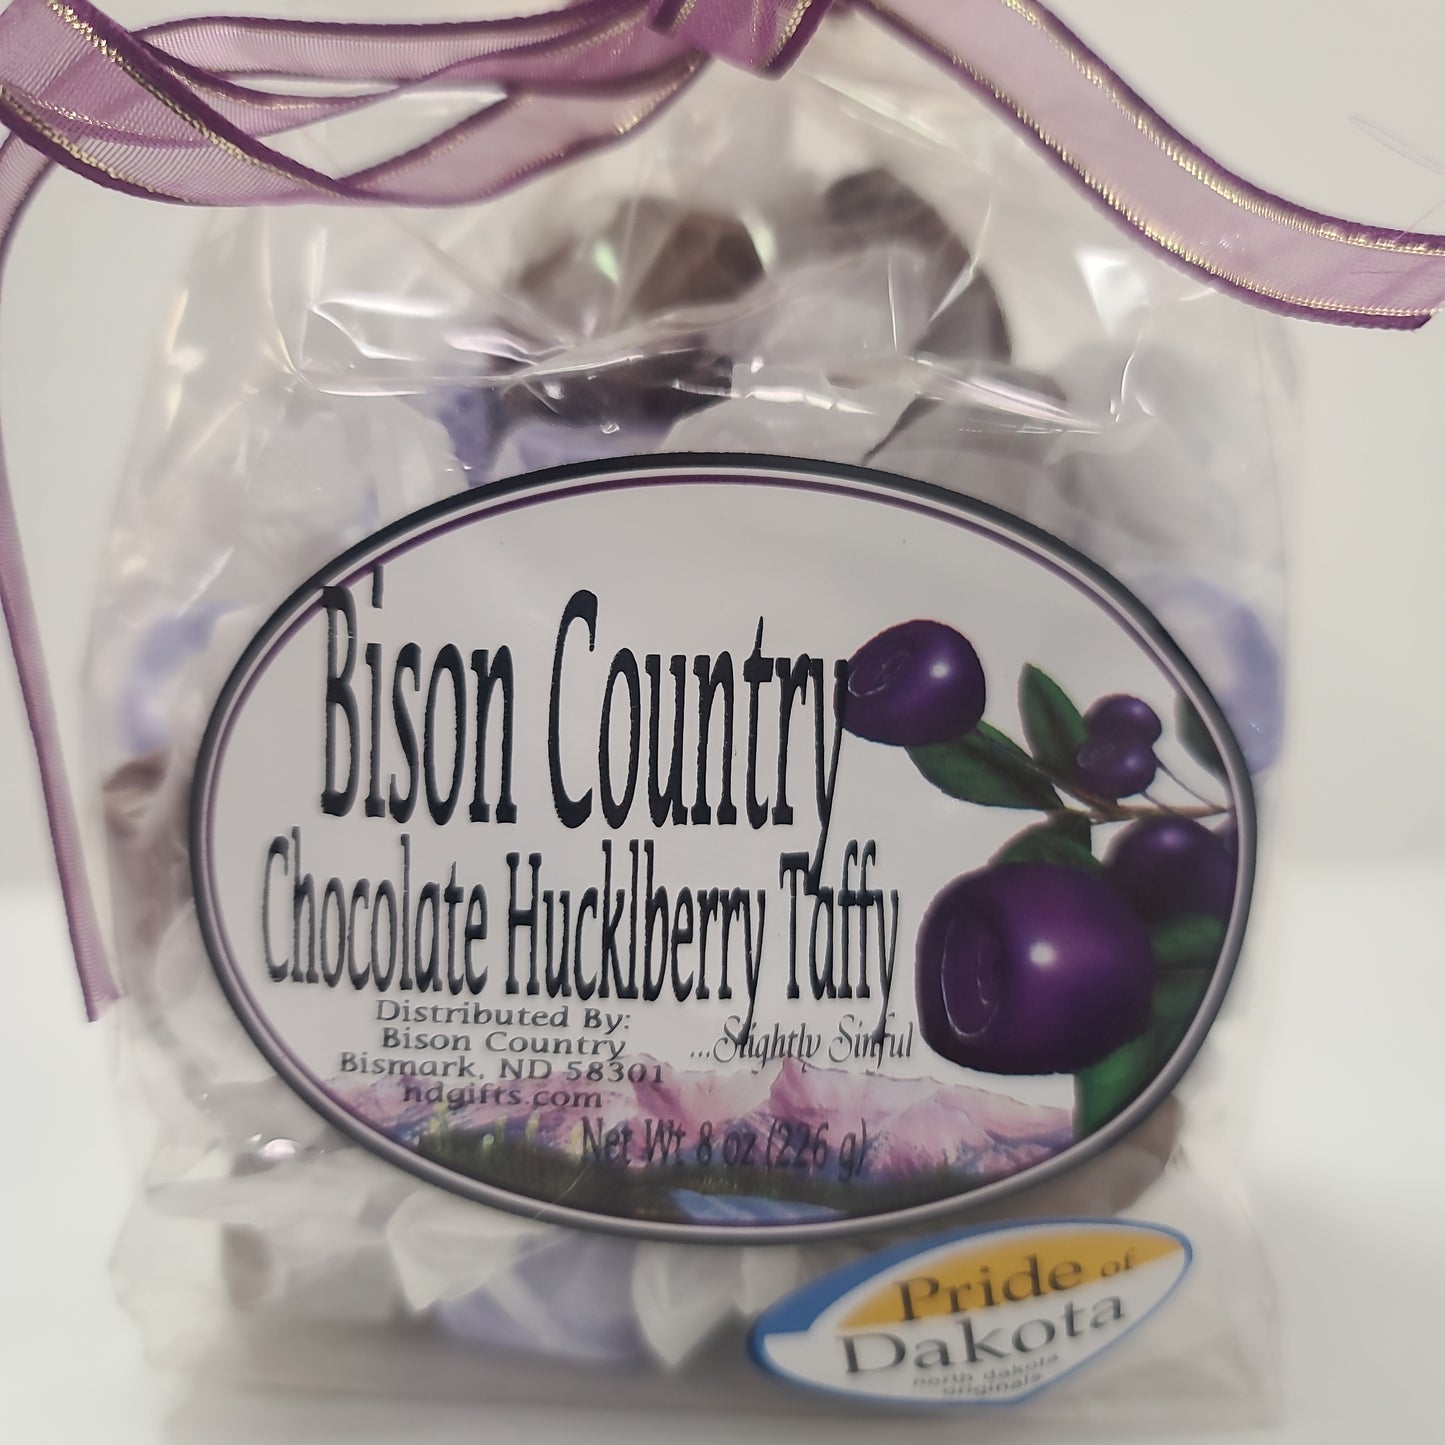 Bison Country
Chocolate Hucklberry Taffy
Distributed By:
Bison Country
Bismark, ND 58301
ndgifts.com
...Slightly Sinful
Net Wt 8 oz (226 g)
Pride of
Dakota
north dakota
originals